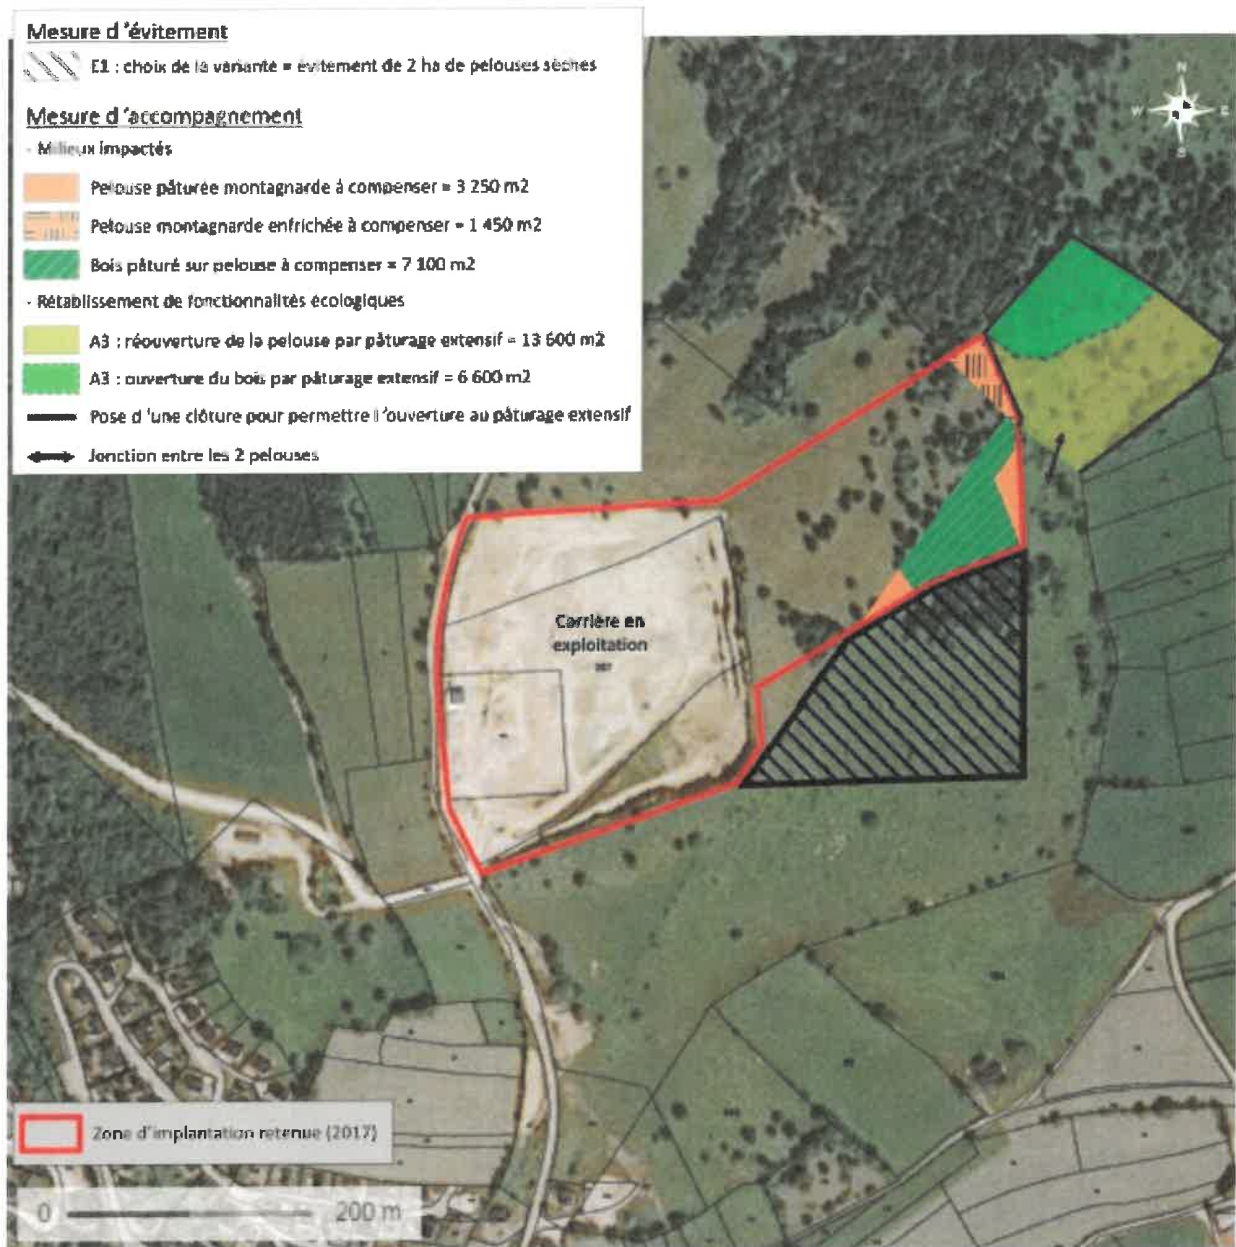 Mesure d'évitement
E1 : choix de la variante = évitement de 2 ha de pelouses sèches
Mesure d'accompagnement
- Milieux impactés
Pelouse pâturée montagnarde à compenser = 3 250 m2
Pelouse montagnarde enfrichée à compenser = 1 450 m2
Bois pâturé sur pelouse à compenser = 7 100 m2
- Rétablissement de fonctionnalités écologiques
A3 : réouverture de la pelouse par pâturage extensif = 13 600 m2
A3 : ouverture du bois par pâturage extensif = 6 600 m2
Pose d'une clôture pour permettre l'ouverture au pâturage extensif
Jonction entre les 2 pelouses
N
W
E
S
Carrière en
exploitation
Zone d'implantation retenue (2017)
0 200 m